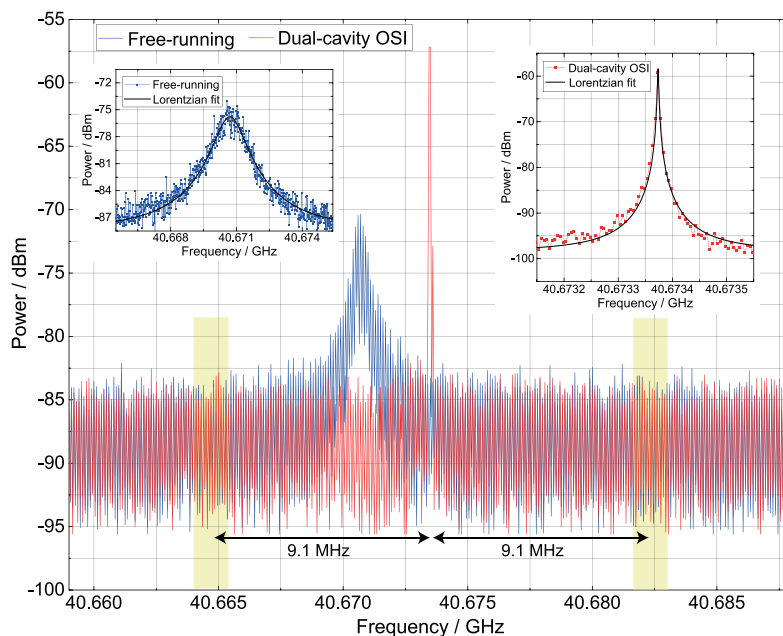 Free-running Dual-cavity OSI
Power / dBm
-55
-60
-65
-70
-75
-80
-85
-90
-95
-100
40.660 40.665 40.670 40.675 40.680 40.685
Frequency / GHz
9.1 MHz 9.1 MHz
Free-running
Lorentzian fit
Power / dBm
-72
-75
-78
-81
-84
-87
40.668 40.671 40.674
Frequency / GHz
Dual-cavity OSI
Lorentzian fit
Power / dBm
-60
-70
-80
-90
-100
40.6732 40.6733 40.6734 40.6735
Frequency / GHz